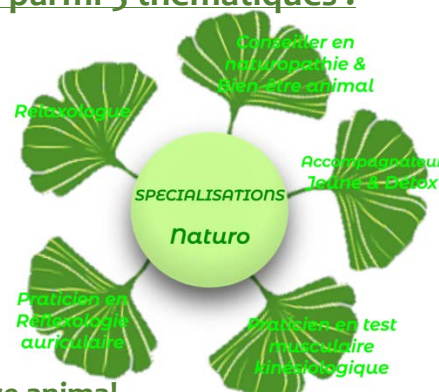 parmi 5 thématiques :
Conseiller en
naturopathie &
Bien-être animal
Relaxologue
Accompagnateur
Jeûne & Détox
SPECIALISATIONS
Naturo
Praticien en
Réflexologie
auriculaire
Praticien en test
musculaire
kinésiologique
animal